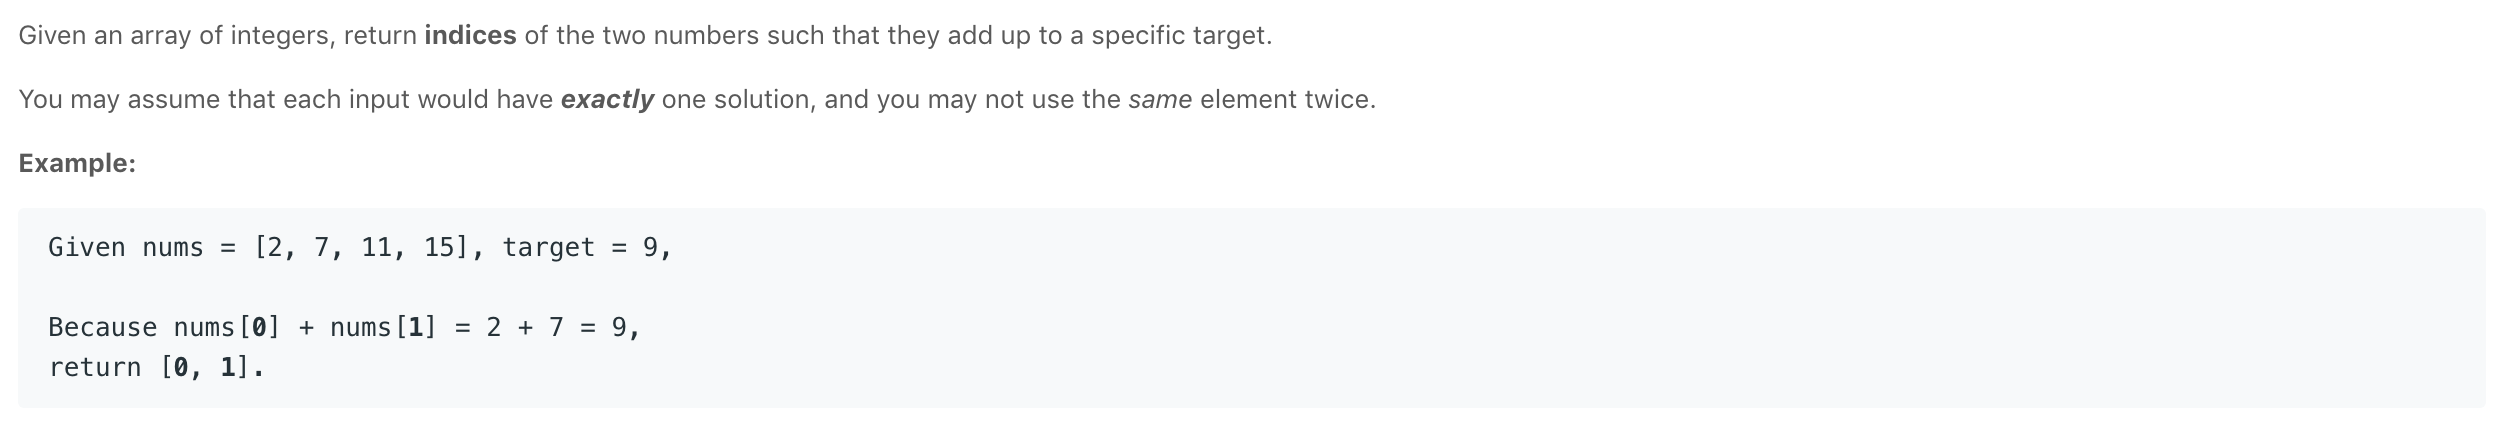 Given an array of integers, return indices of the two numbers such that they add up to a specific target.
You may assume that each input would have exactly one solution, and you may not use the same element twice.
Example:
Given nums = [2, 7, 11, 15], target = 9,
Because nums[0] + nums[1] = 2 + 7 = 9,
return [0, 1].